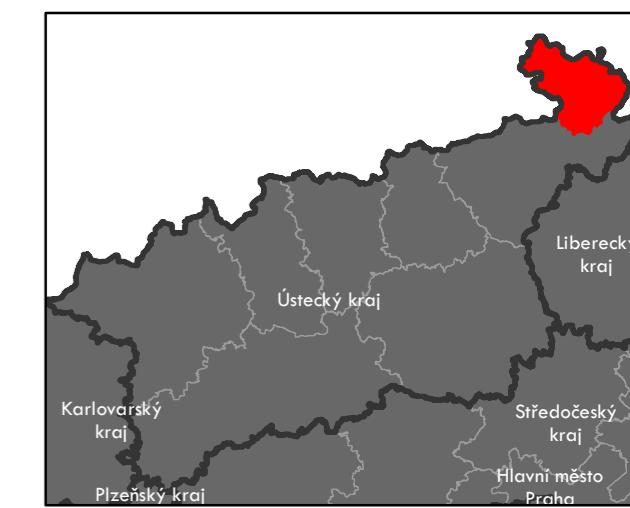 Liberecký
kraj
Ústecký kraj
Karlovarský
kraj
Středočeský
kraj
Hlavní město
Praha
Plzeňský kraj